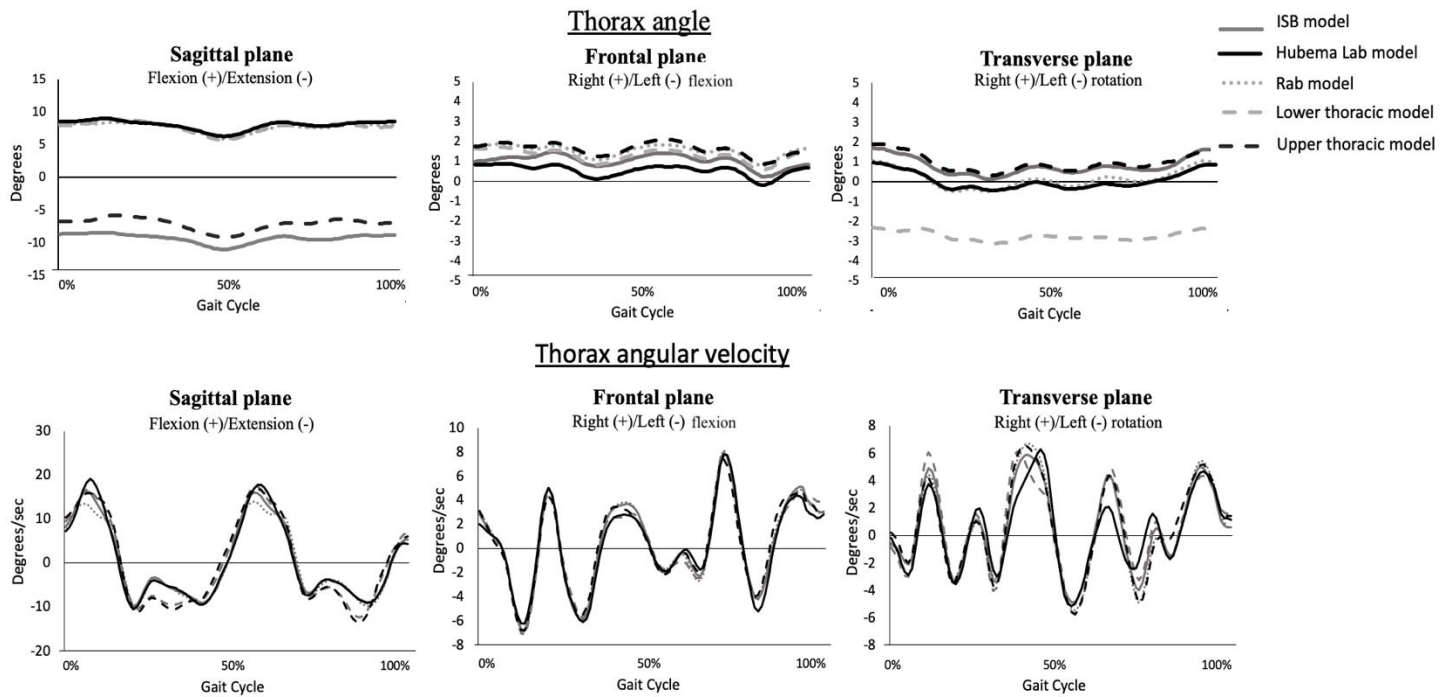 Thorax angle
Sagittal plane
Flexion (+)/Extension (-)
15
10
5
0
-5
-10
-15
Degrees
0%
50%
100%
Gait Cycle
Frontal plane
Right (+)/Left (-) flexion
5
4
3
2
1
0
-1
-2
-3
-4
-5
Degrees
0%
50%
100%
Gait Cycle
Transverse plane
Right (+)/Left (-) rotation
5
4
3
2
1
0
-1
-2
-3
-4
-5
Degrees
0%
50%
100%
Gait Cycle
ISB model
Hubema Lab model
Rab model
Lower thoracic model
Upper thoracic model
Thorax angular velocity
Sagittal plane
Flexion (+)/Extension (-)
30
20
10
0
-10
-20
Degrees/sec
0%
50%
100%
Gait Cycle
Frontal plane
Right (+)/Left (-) flexion
10
8
6
4
2
0
-2
-4
-6
-8
Degrees/sec
0%
50%
100%
Gait Cycle
Transverse plane
Right (+)/Left (-) rotation
8
6
4
2
0
-2
-4
-6
-8
Degrees/sec
0%
50%
100%
Gait Cycle